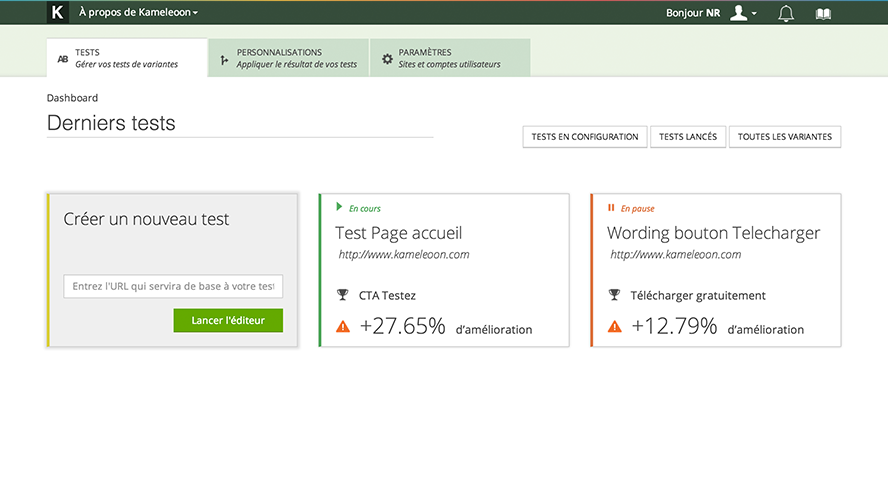 K
À propos de Kameleoon
Bonjour NR
AB
TESTS
Gérer vos tests de variantes
PERSONNALISATIONS
Appliquer le résultat de vos tests
PARAMÈTRES
Sites et comptes utilisateurs
Dashboard
Derniers tests
TESTS EN CONFIGURATION
TESTS LANCÉS
TOUTES LES VARIANTES
Créer un nouveau test
Entrez l'URL qui servira de base à votre test
Lancer l'éditeur
En cours
Test Page accueil
http://www.kameleoon.com
CTA Testez
+27.65% d'amélioration
En pause
Wording bouton Telecharger
http://www.kameleoon.com
Télécharger gratuitement
+12.79% d'amélioration